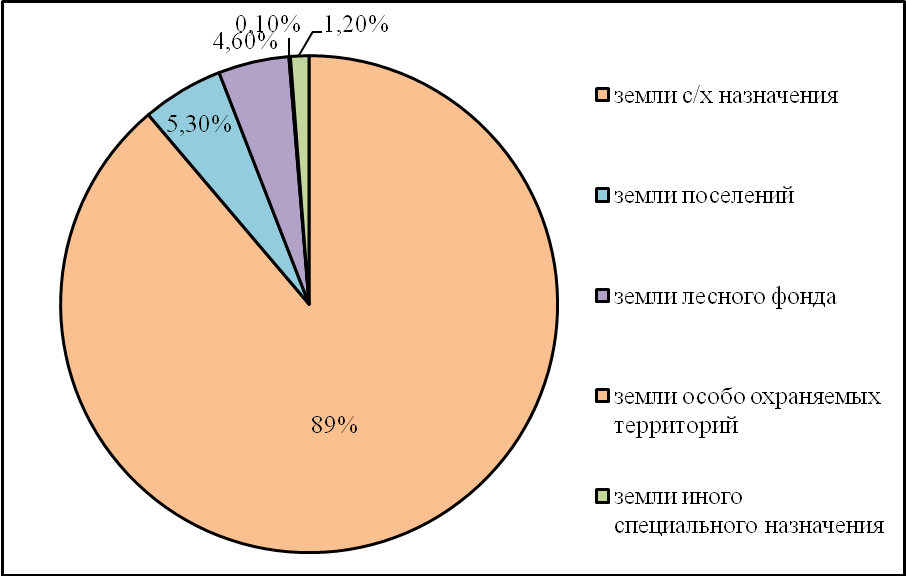 0,10%
1,20%
4,60%
5,30%
89%
земли с/х назначения
земли поселений
земли лесного фонда
земли особо охраняемых
территорий
земли иного
специального назначения